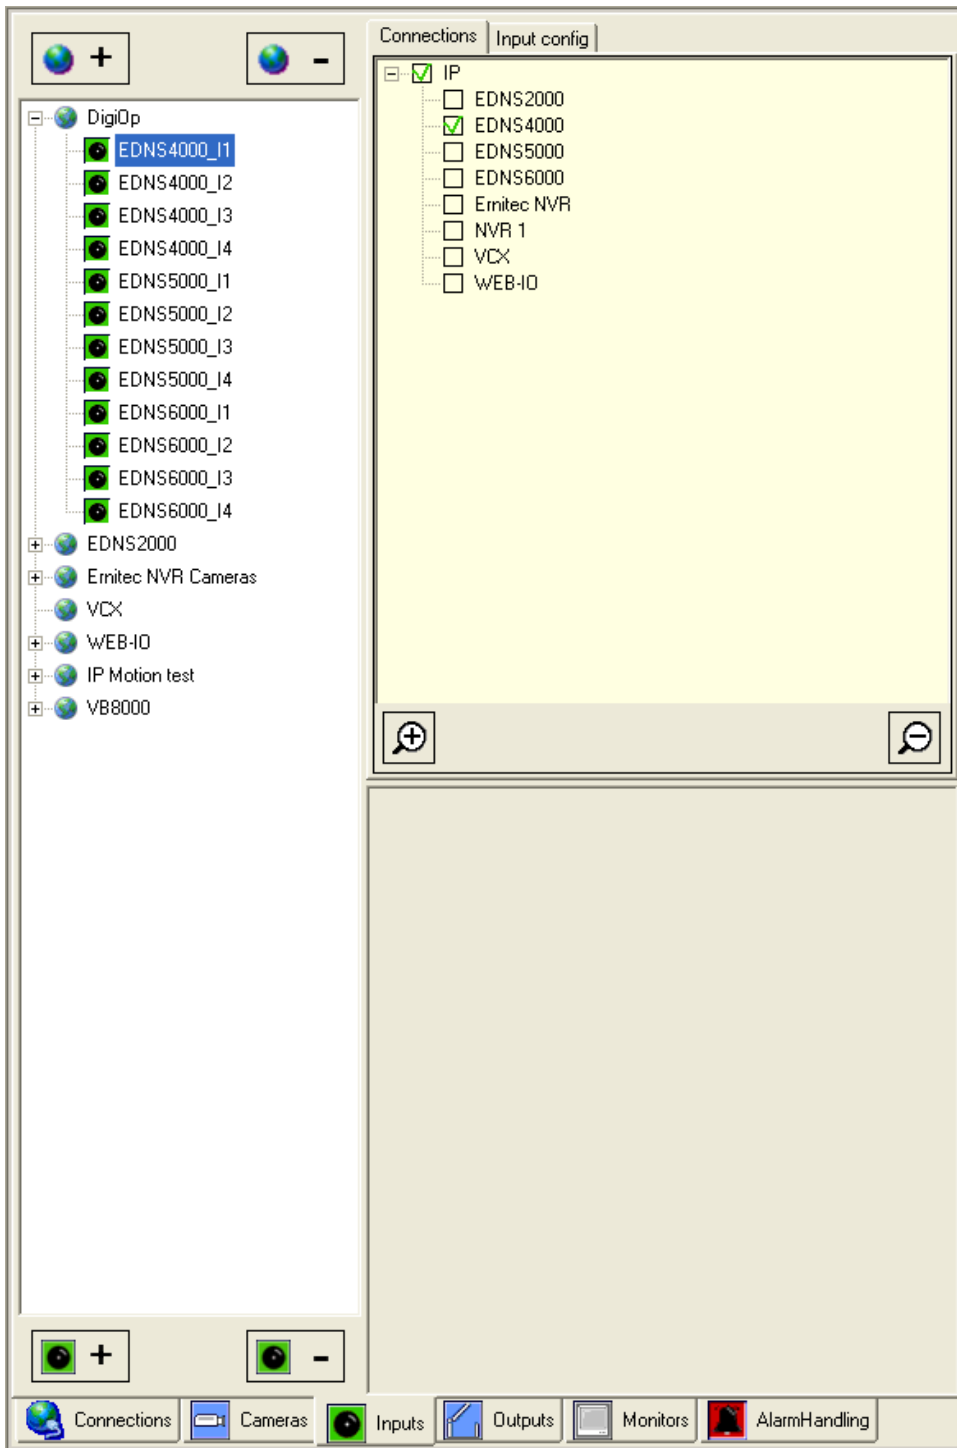 +
-
DigiOp
EDNS4000_I1
EDNS4000_I2
EDNS4000_I3
EDNS4000_I4
EDNS5000_I1
EDNS5000_I2
EDNS5000_I3
EDNS5000_I4
EDNS6000_I1
EDNS6000_I2
EDNS6000_I3
EDNS6000_I4
EDNS2000
Ernitec NVR Cameras
VCX
WEB-IO
IP Motion test
VB8000
+
-
Connections Input config
IP
EDNS2000
EDNS4000
EDNS5000
EDNS6000
Ernitec NVR
NVR 1
VCX
WEB-IO
Connections Cameras Inputs Outputs Monitors AlarmHandling